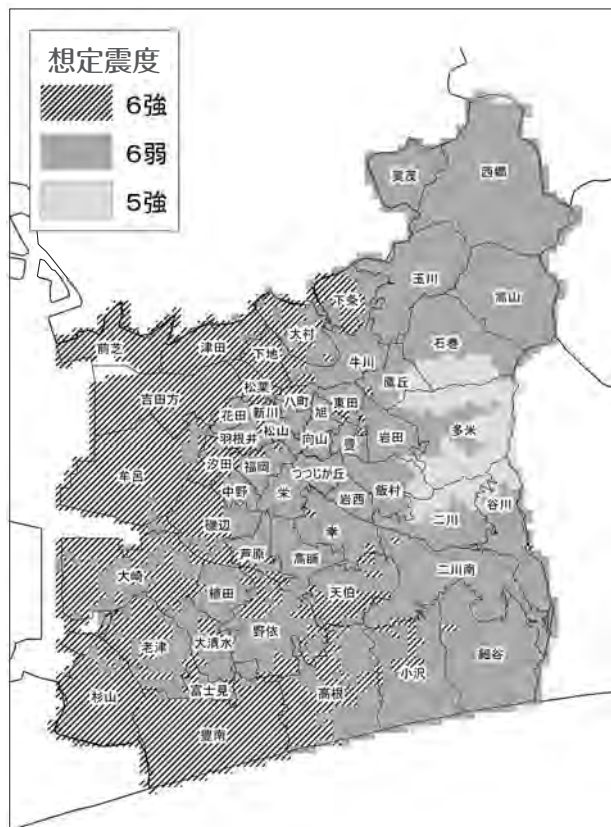 想定震度
6強
6弱
5強
賀茂
西郷
玉川
嵩山
下条
石巻
大村
津田
前芝
下地
牛川
鷹丘
松葉
吉田方
八町
東田
花田
新川
旭
多米
羽根井
松山
向山
豊
岩田
牟呂
汐田
福岡
つつじが丘
中野
栄
岩西
飯村
谷川
二川
磯辺
幸
芦原
高師
大崎
二川南
植田
天伯
野依
老津
大清水
細谷
小沢
富士見
高根
杉山
豊南